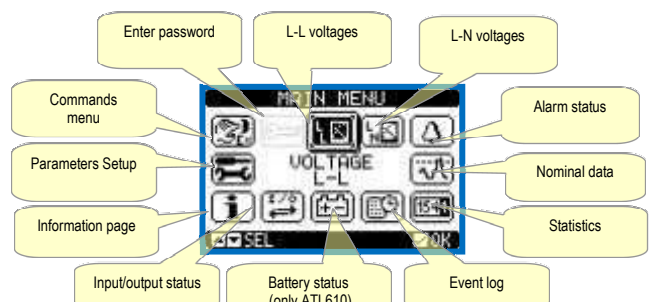 Enter password
L-L voltages
L-N voltages
Commands
menu
MAIN MENU
Alarm status
Parameters Setup
VOLTAGE
L-L
Nominal data
Information page
Statistics
SEL
OK
Input/output status
Battery status
(only ATL610)
Event log